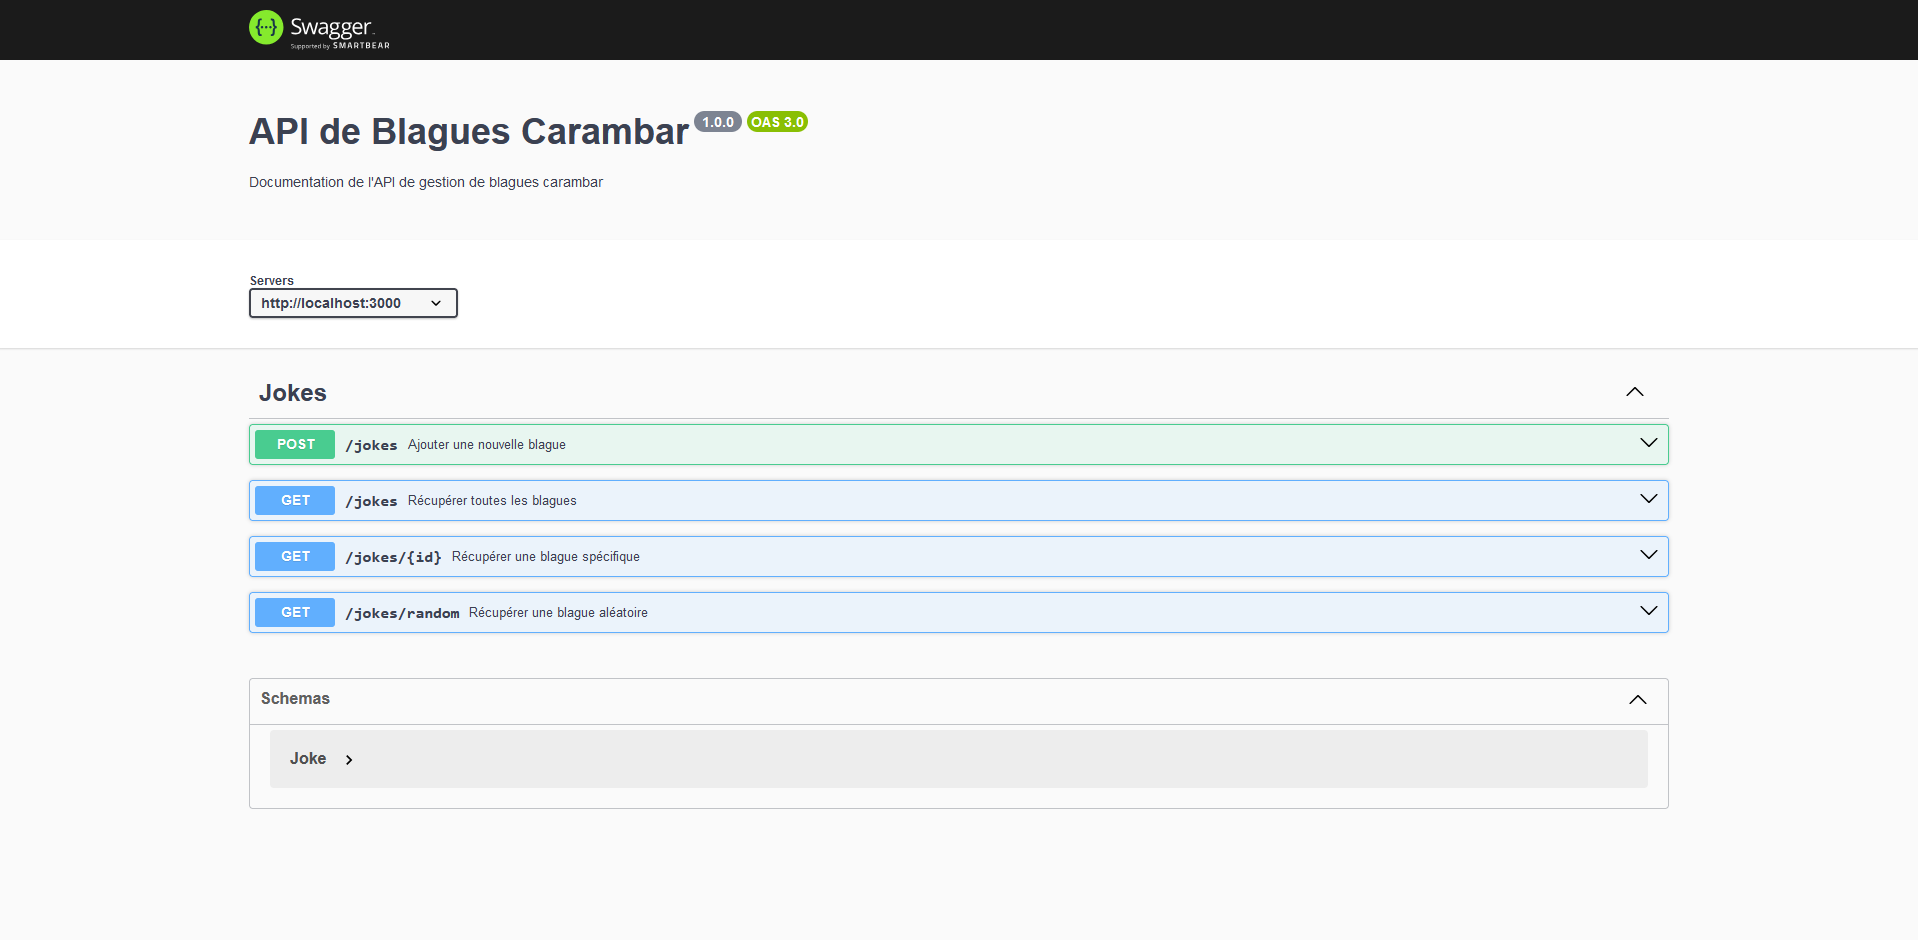 Swagger
Supported by SMARTBEAR
API de Blagues Carambar 1.0.0 OAS 3.0
Documentation de l'API de gestion de blagues carambar
Servers
http://localhost:3000
Jokes
POST /jokes Ajouter une nouvelle blague
GET /jokes Récupérer toutes les blagues
GET /jokes/{id} Récupérer une blague spécifique
GET /jokes/random Récupérer une blague aléatoire
Schemas
Joke